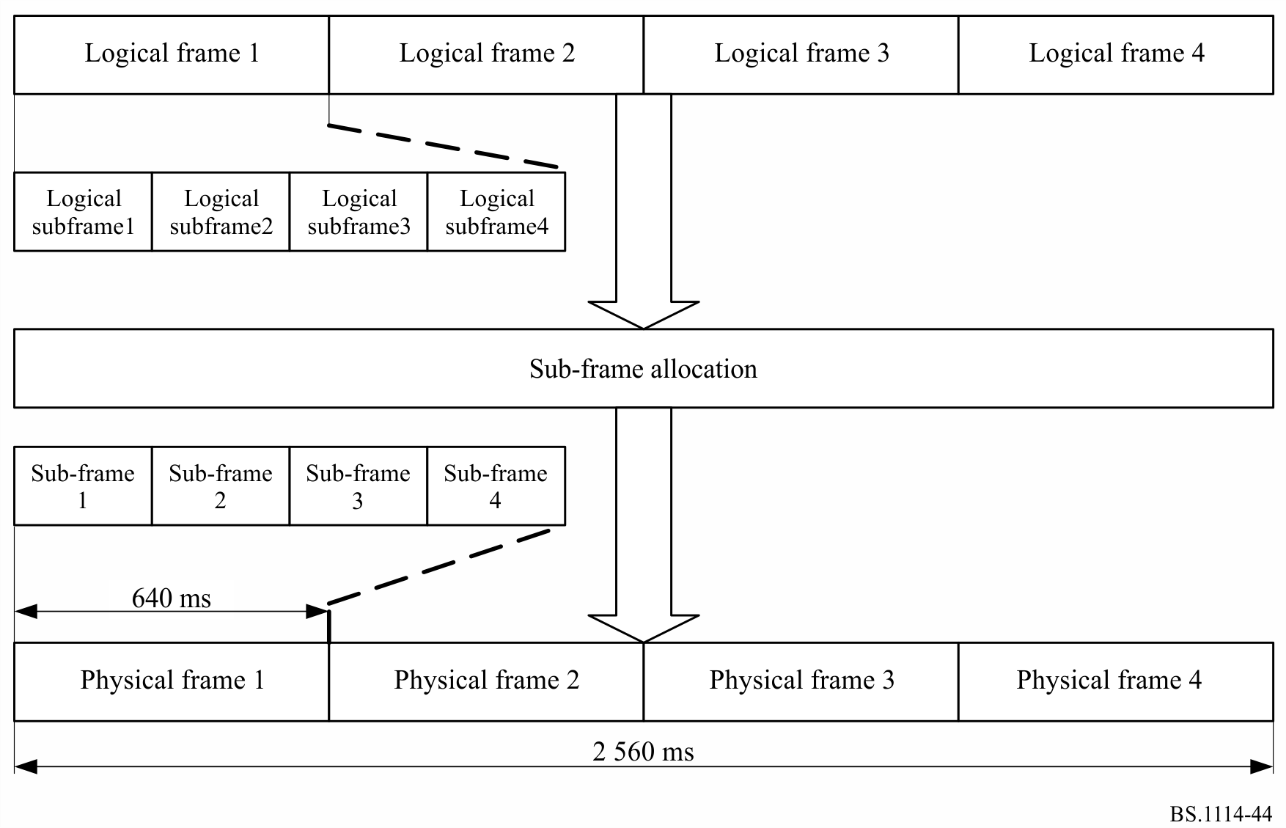 Logical frame 1 Logical frame 2 Logical frame 3 Logical frame 4
Logical Logical Logical Logical
subframe1 subframe2 subframe3 subframe4
Sub-frame allocation
Sub-frame Sub-frame Sub-frame Sub-frame
1 2 3 4
640 ms
Physical frame 1 Physical frame 2 Physical frame 3 Physical frame 4
2 560 ms
BS.1114-44